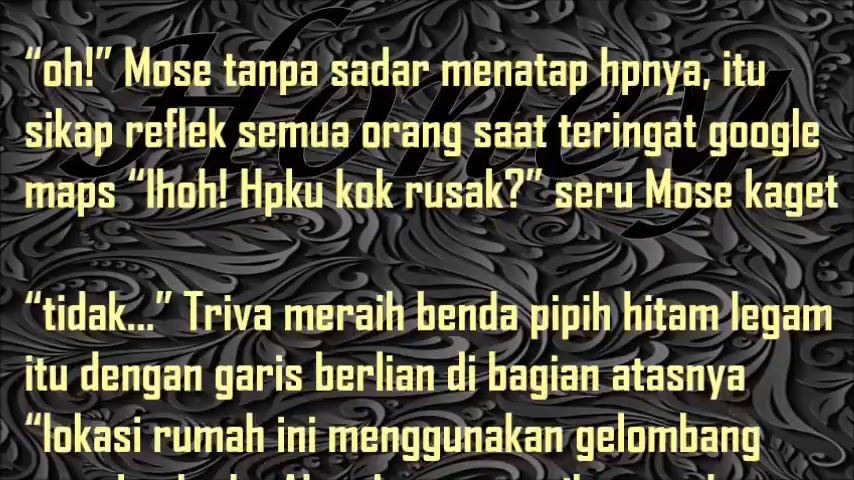 Honey
“oh!” Mose tanpa sadar menatap hpnya, itu
sikap reflek semua orang saat teringat google
maps “lhoh! Hpku kok rusak?” seru Mose kaget
“tidak...” Triva meraih benda pipih hitam legam
itu dengan garis berlian di bagian atasnya
“lokasi rumah ini menggunakan gelombang